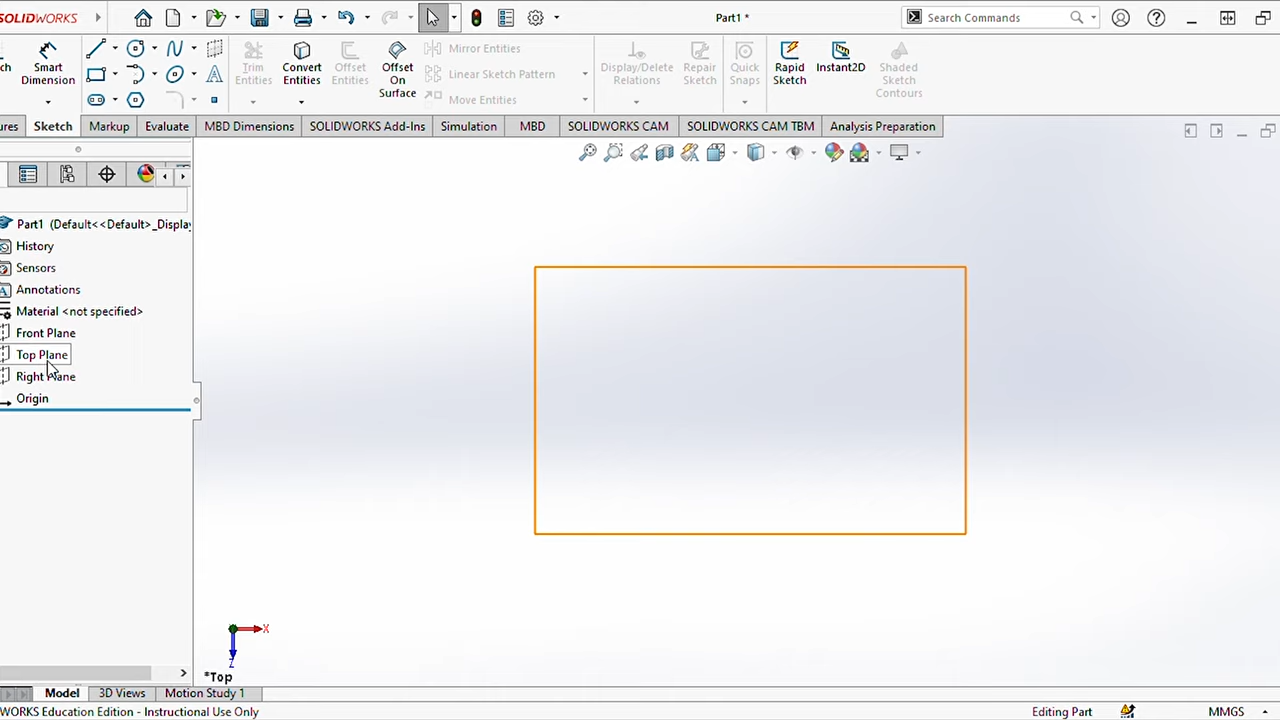 SOLIDWORKS
Part1 *
Search Commands
Smart Dimension
Trim Entities
Convert Entities
Offset Entities
Offset On Surface
Mirror Entities
Linear Sketch Pattern
Move Entities
Display/Delete Relations
Repair Sketch
Quick Snaps
Rapid Sketch
Instant2D
Shaded Sketch Contours
ures
Sketch
Markup
Evaluate
MBD Dimensions
SOLIDWORKS Add-Ins
Simulation
MBD
SOLIDWORKS CAM
SOLIDWORKS CAM TBM
Analysis Preparation
Part1 (Default<<Default>_Display
History
Sensors
Annotations
Material <not specified>
Front Plane
Top Plane
Right Plane
Origin
X
Z
*Top
Model
3D Views
Motion Study 1
WORKS Education Edition - Instructional Use Only
Editing Part
MMGS